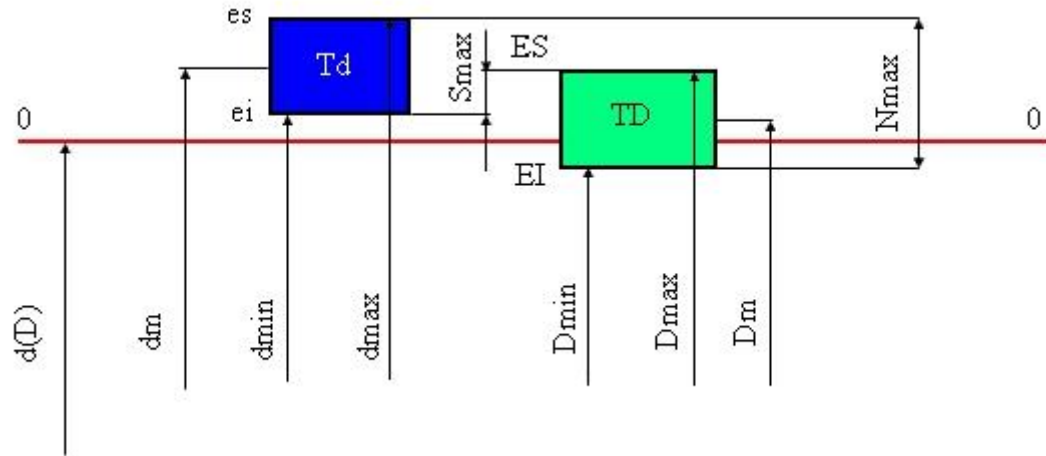 es
Td
ei
Smax
ES
TD
EI
Nmax
0
0
d(D)
dm
dmin
dmax
Dmin
Dmax
Dm